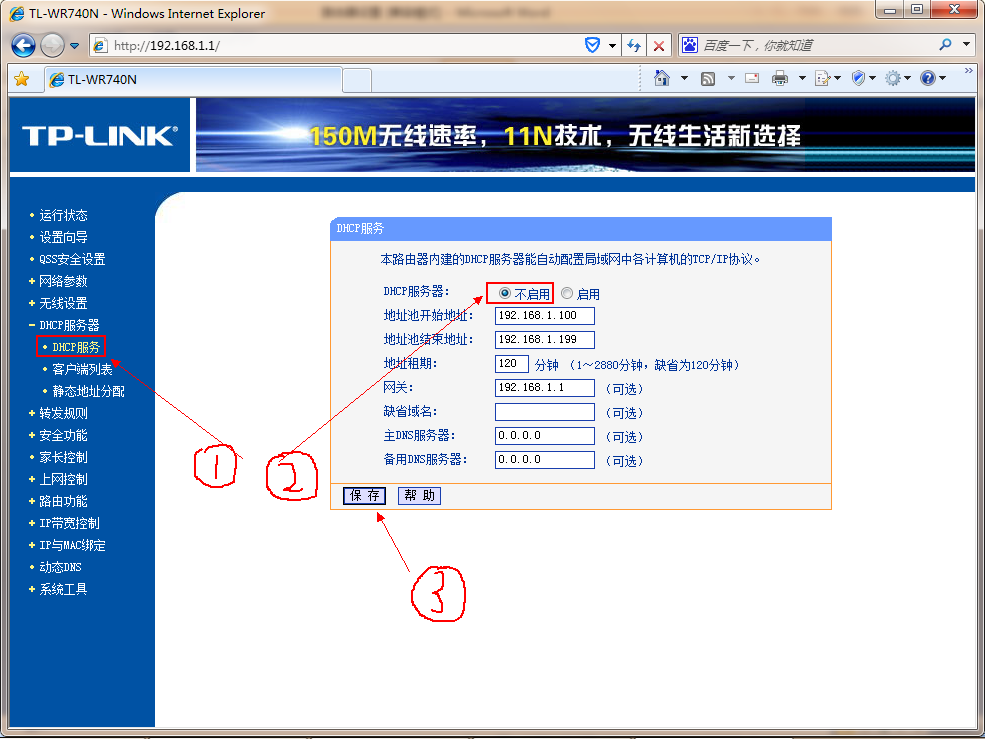 TL-WR740N - Windows Internet Explorer
http://192.168.1.1/
百度一下，你就知道
TL-WR740N
TP-LINK®
150M无线速率，11N技术，无线生活新选择
运行状态
设置向导
QSS安全设置
+ 网络参数
+ 无线设置
- DHCP服务器
DHCP服务
客户端列表
静态地址分配
+ 转发规则
+ 安全功能
+ 家长控制
+ 上网控制
+ 路由功能
+ IP带宽控制
+ IP与MAC绑定
动态DNS
+ 系统工具
DHCP服务
本路由器内建的DHCP服务器能自动配置局域网中各计算机的TCP/IP协议。
DHCP服务器： 不启用 启用
地址池开始地址： 192.168.1.100
地址池结束地址： 192.168.1.199
地址租期： 120 分钟 （1～2880分钟，缺省为120分钟）
网关： 192.168.1.1 （可选）
缺省域名： （可选）
主DNS服务器： 0.0.0.0 （可选）
备用DNS服务器： 0.0.0.0 （可选）
保 存 帮 助
1
2
3